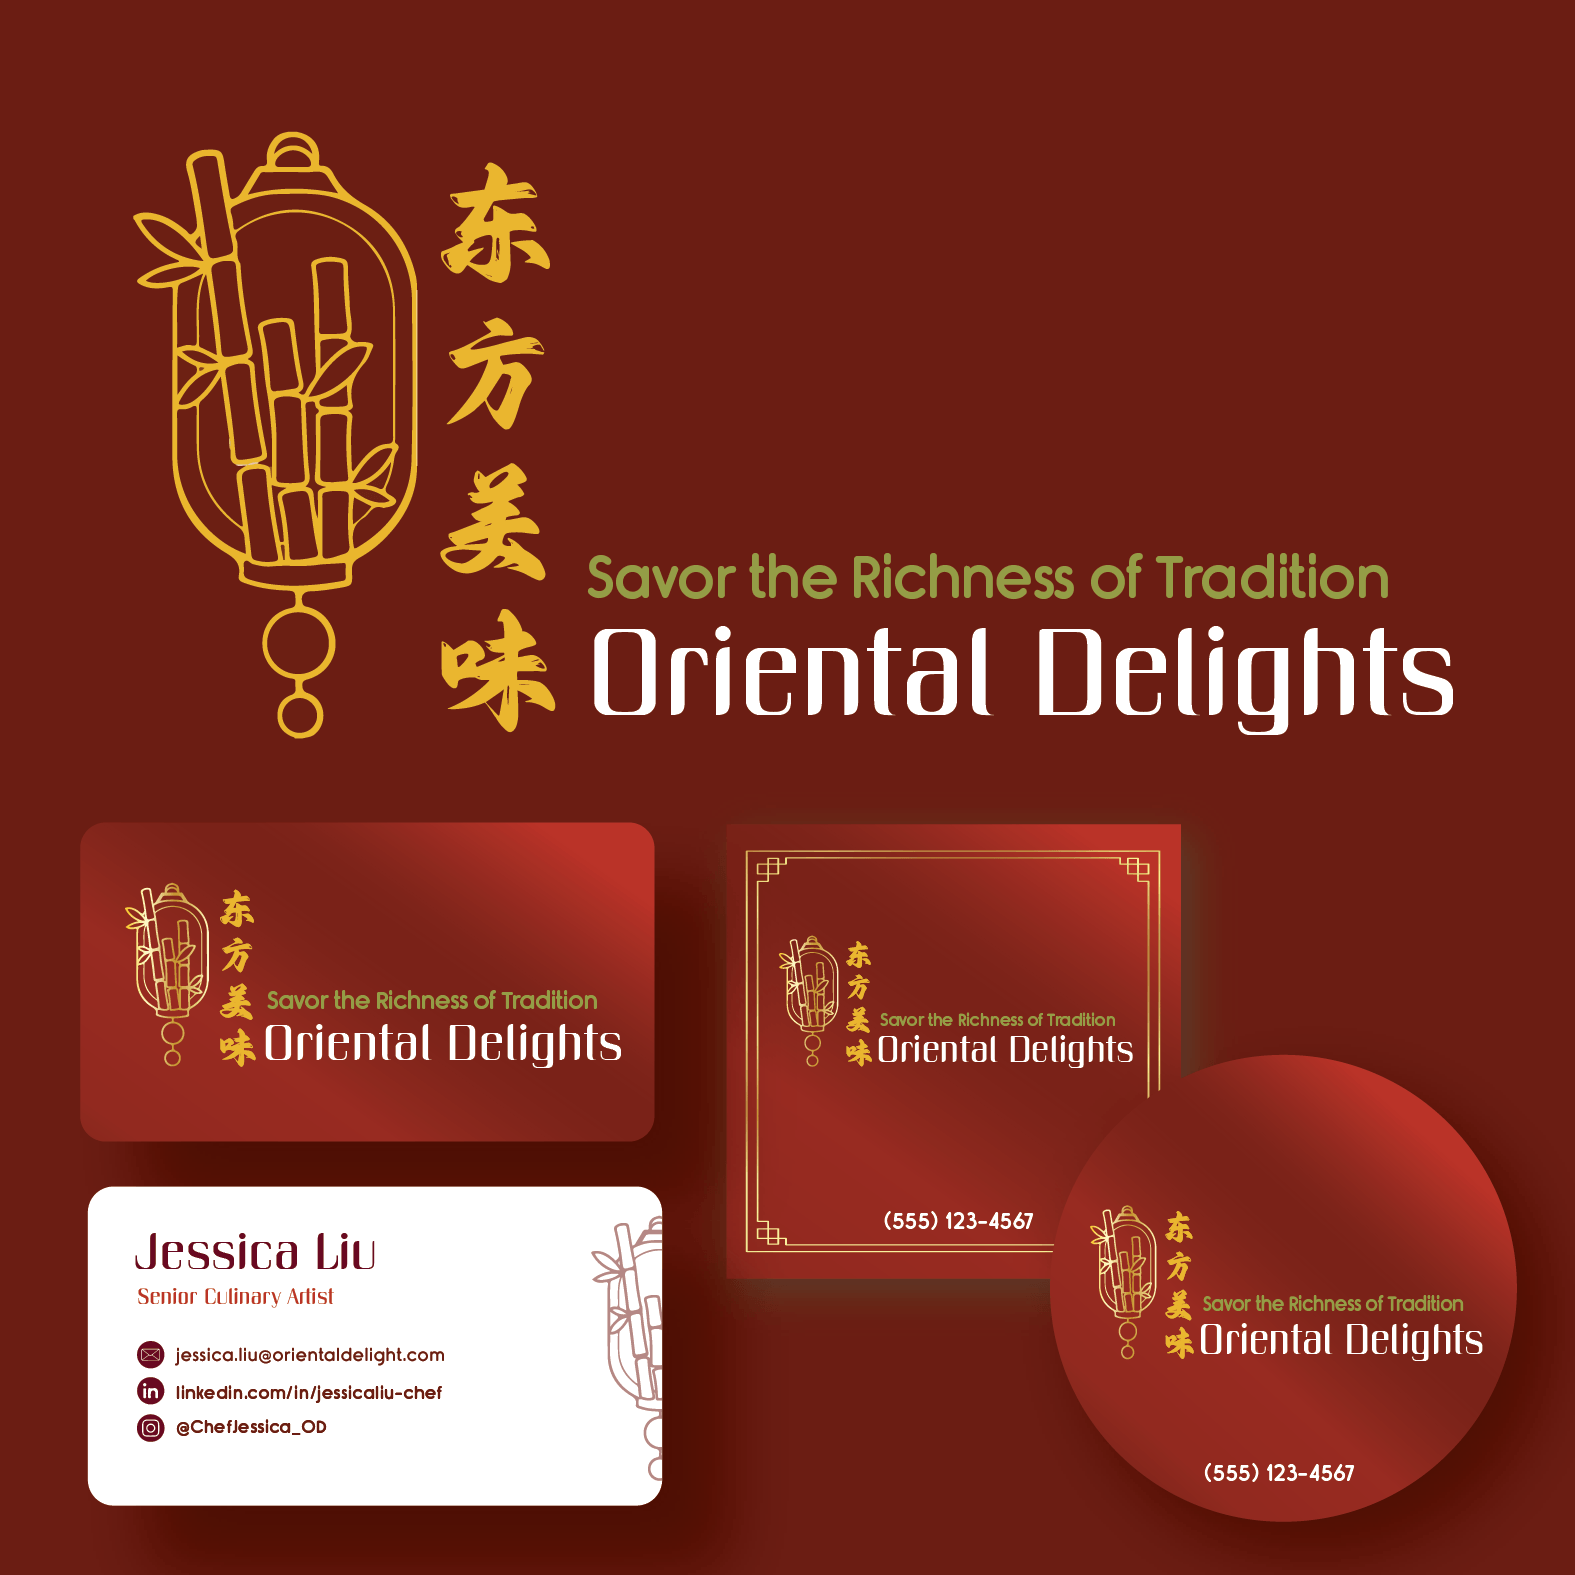 东方美味
Savor the Richness of Tradition
Oriental Delights
东方美味
Savor the Richness of Tradition
Oriental Delights
Jessica Liu
Senior Culinary Artist
jessica.liu@orientaldelight.com
in
linkedin.com/in/jessicaliu-chef
@ChefJessica_OD
东方美味
Savor the Richness of Tradition
Oriental Delights
(555) 123-4567
东方美味
Savor the Richness of Tradition
Oriental Delights
(555) 123-4567